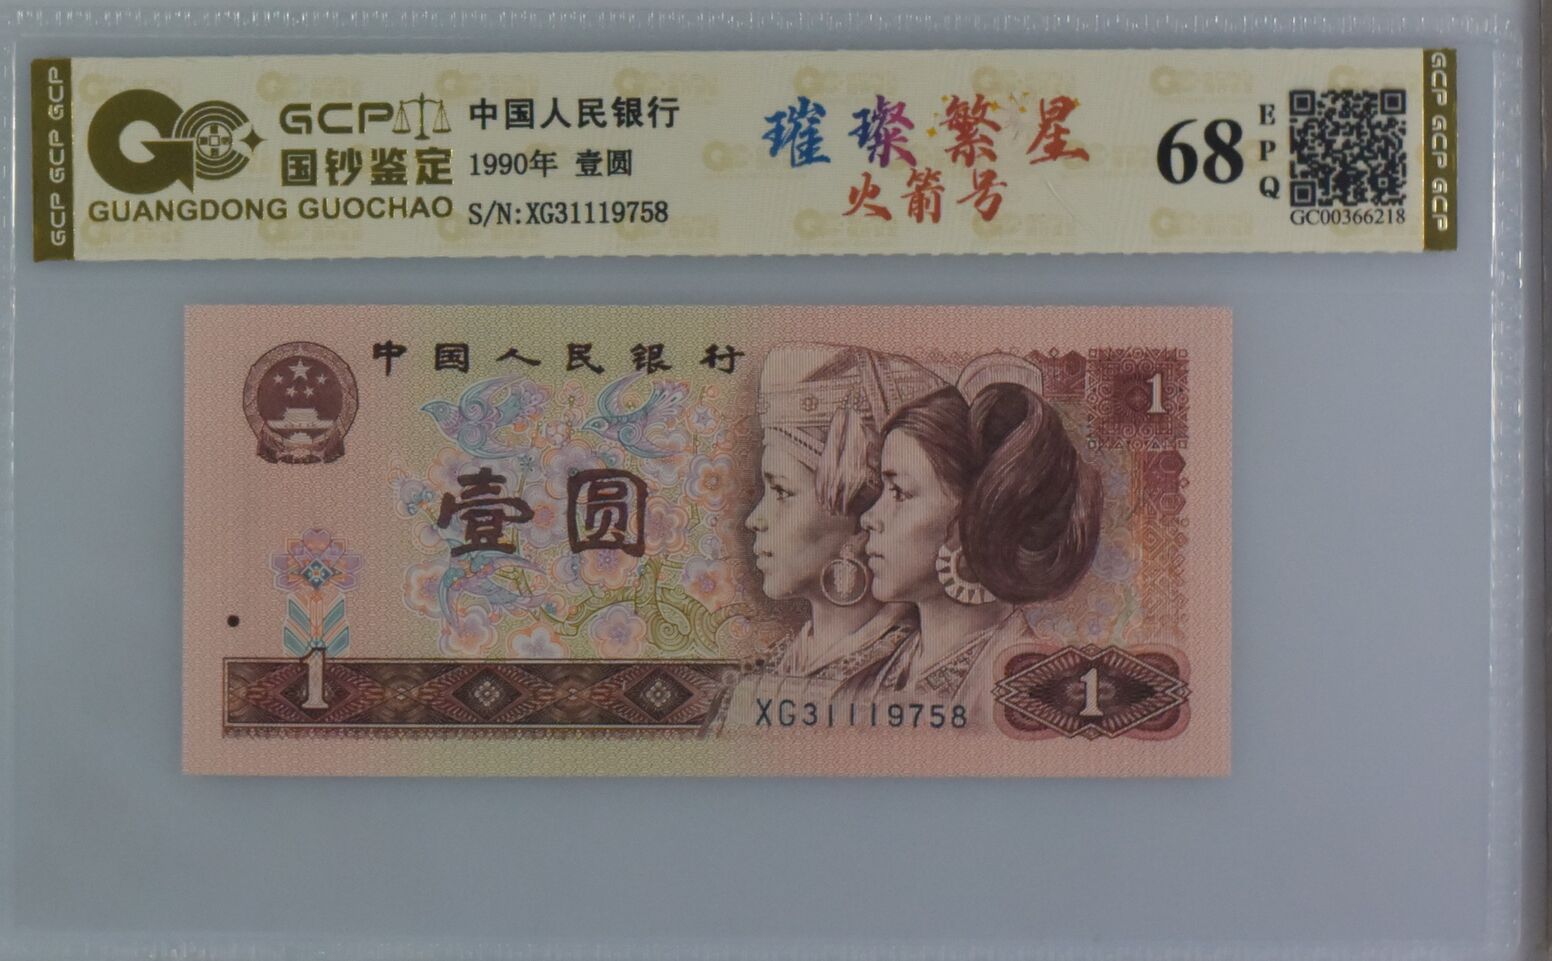 GCP GCP GCP
GCP
国钞鉴定
GUANGDONG GUOCHAO
中国人民银行
1990年 壹圆
S/N:XG31119758
璀璨繁星
火箭号
68
EPQ
GC00366218
GCP GCP GCP
中国人民银行
1
壹圆
1
XG31119758
1